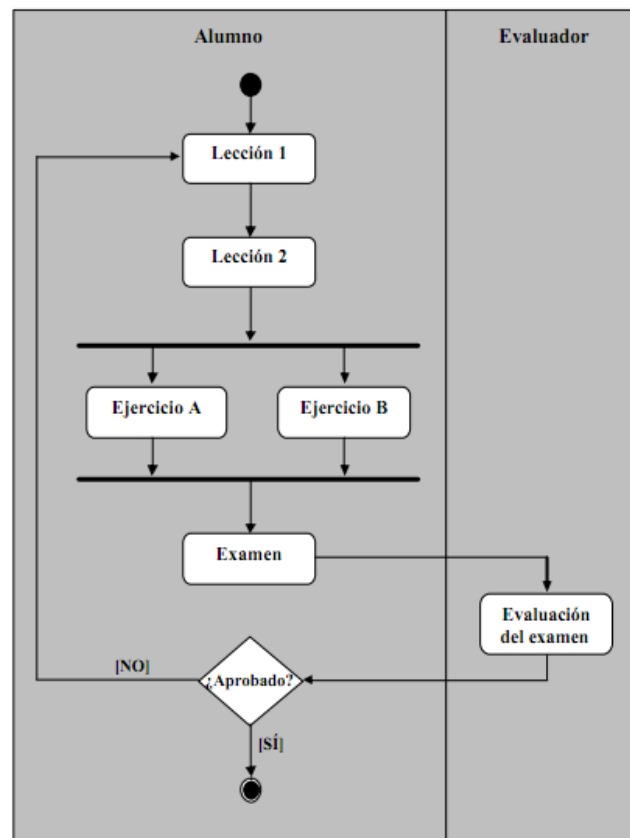 Alumno
Evaluador
Lección 1
Lección 2
Ejercicio A
Ejercicio B
Examen
Evaluación
del examen
[NO]
¿Aprobado?
[SÍ]